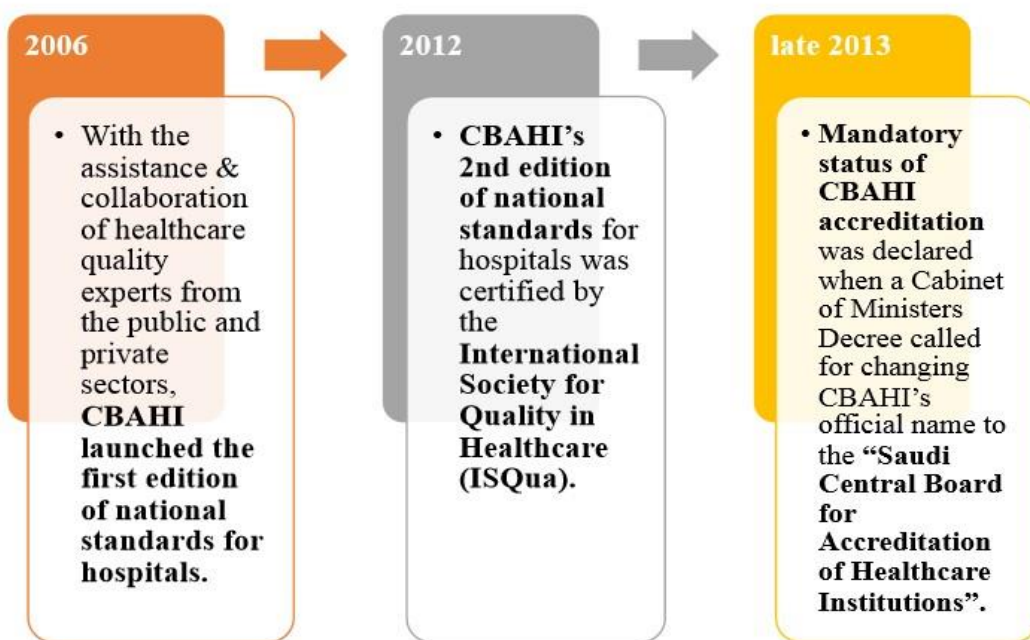 2006
• With the
assistance &
collaboration
of healthcare
quality
experts from
the public and
private
sectors,
CBAHI
launched the
first edition
of national
standards for
hospitals.
2012
• CBAHI’s
2nd edition
of national
standards for
hospitals was
certified by
the
International
Society for
Quality in
Healthcare
(ISQua).
late 2013
• Mandatory
status of
CBAHI
accreditation
was declared
when a Cabinet
of Ministers
Decree called
for changing
CBAHI’s
official name to
the “Saudi
Central Board
for
Accreditation
of Healthcare
Institutions”.